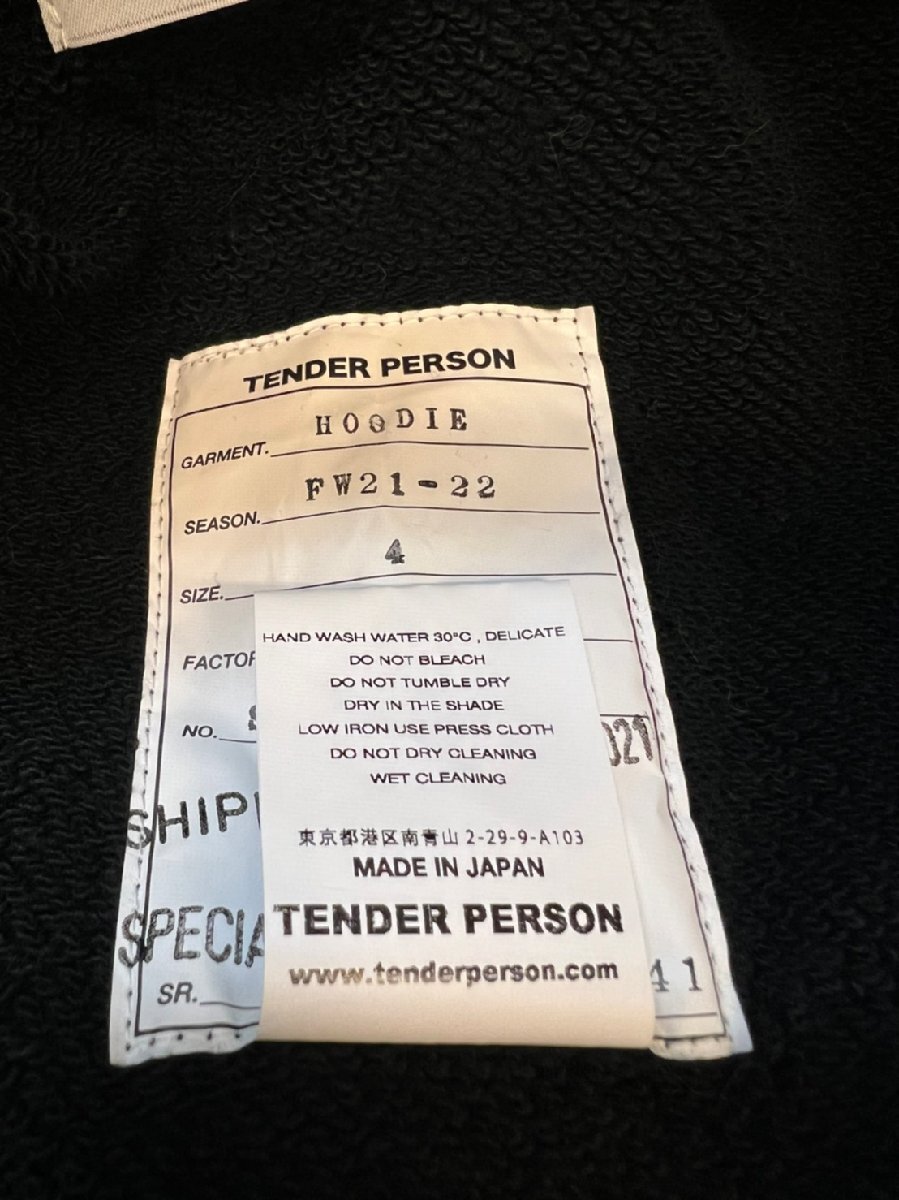 TENDER PERSON
GARMENT. HOODIE
SEASON. FW21-22
SIZE. 4
HAND WASH WATER 30°C , DELICATE
DO NOT BLEACH
DO NOT TUMBLE DRY
DRY IN THE SHADE
LOW IRON USE PRESS CLOTH
DO NOT DRY CLEANING
WET CLEANING
東京都港区南青山 2-29-9-A103
MADE IN JAPAN
TENDER PERSON
www.tenderperson.com
NO.
SR. 41